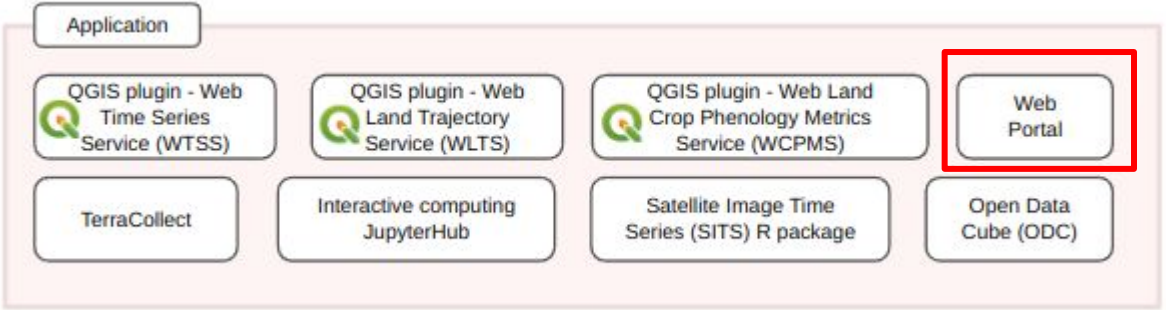 Application
QGIS plugin - Web
Time Series
Service (WTSS)
QGIS plugin - Web
Land Trajectory
Service (WLTS)
QGIS plugin - Web Land
Crop Phenology Metrics
Service (WCPMS)
Web
Portal
TerraCollect
Interactive computing
JupyterHub
Satellite Image Time
Series (SITS) R package
Open Data
Cube (ODC)